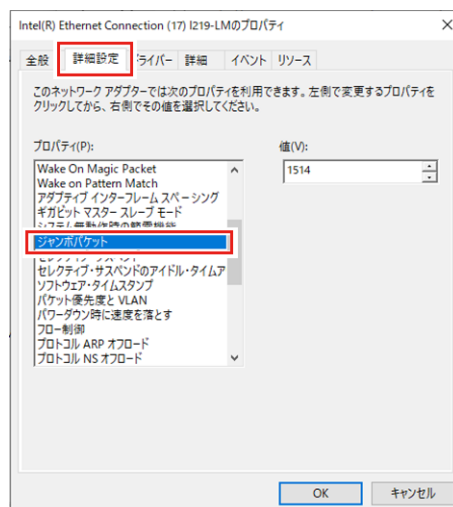 Intel(R) Ethernet Connection (17) I219-LMのプロパティ
全般 詳細設定 ドライバー 詳細 イベント リソース
このネットワーク アダプターでは次のプロパティを利用できます。左側で変更するプロパティを
クリックしてから、右側でその値を選択してください。
プロパティ(P):
値(V):
Wake On Magic Packet
Wake on Pattern Match
アダプティブ インターフレーム スペーシング
ギガビット マスター スレーブ モード
システム無動作時の節電機能
ジャンボパケット
セレクティブ・サスペンドのアイドル・タイムア
ソフトウェア・タイムスタンプ
パケット優先度と VLAN
パワーダウン時に速度を落とす
フロー制御
プロトコル ARP オフロード
プロトコル NS オフロード
1514
OK
キャンセル